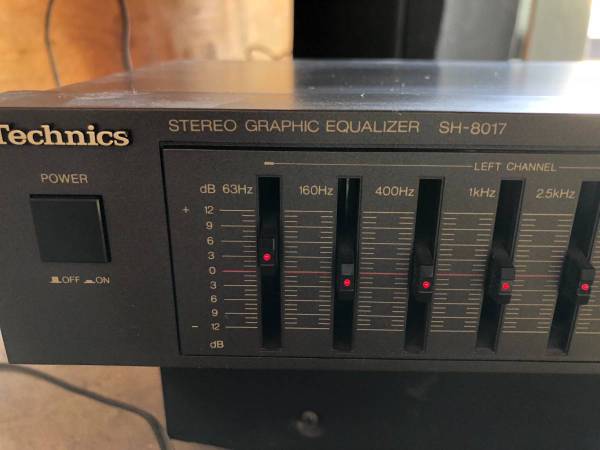 Technics
STEREO GRAPHIC EQUALIZER SH-8017
LEFT CHANNEL
POWER
dB 63Hz 160Hz 400Hz 1kHz 2.5kHz
+ 12
9
6
3
0
3
6
9
- 12
dB
OFF ON